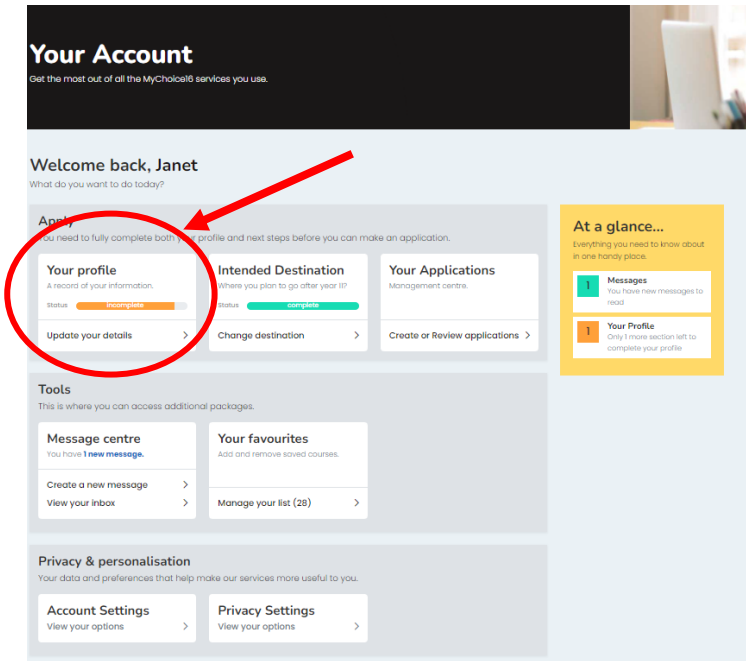 Your Account
Get the most out of all the MyChoice16 services you use.
Welcome back, Janet
What do you want to do today?
Apply
You need to fully complete both your profile and next steps before you can make an application.
Your profile
A record of your information.
Status incomplete
Update your details
Intended Destination
Where you plan to go after year 11?
Status complete
Change destination
Your Applications
Management centre.
Create or Review applications
At a glance...
Everything you need to know about
in one handy place.
1 Messages
You have new messages to
read
1 Your Profile
Only 1 more section left to
complete your profile
Tools
This is where you can access additional packages.
Message centre
You have 1 new message.
Create a new message
View your inbox
Your favourites
Add and remove saved courses.
Manage your list (28)
Privacy & personalisation
Your data and preferences that help make our services more useful to you.
Account Settings
View your options
Privacy Settings
View your options